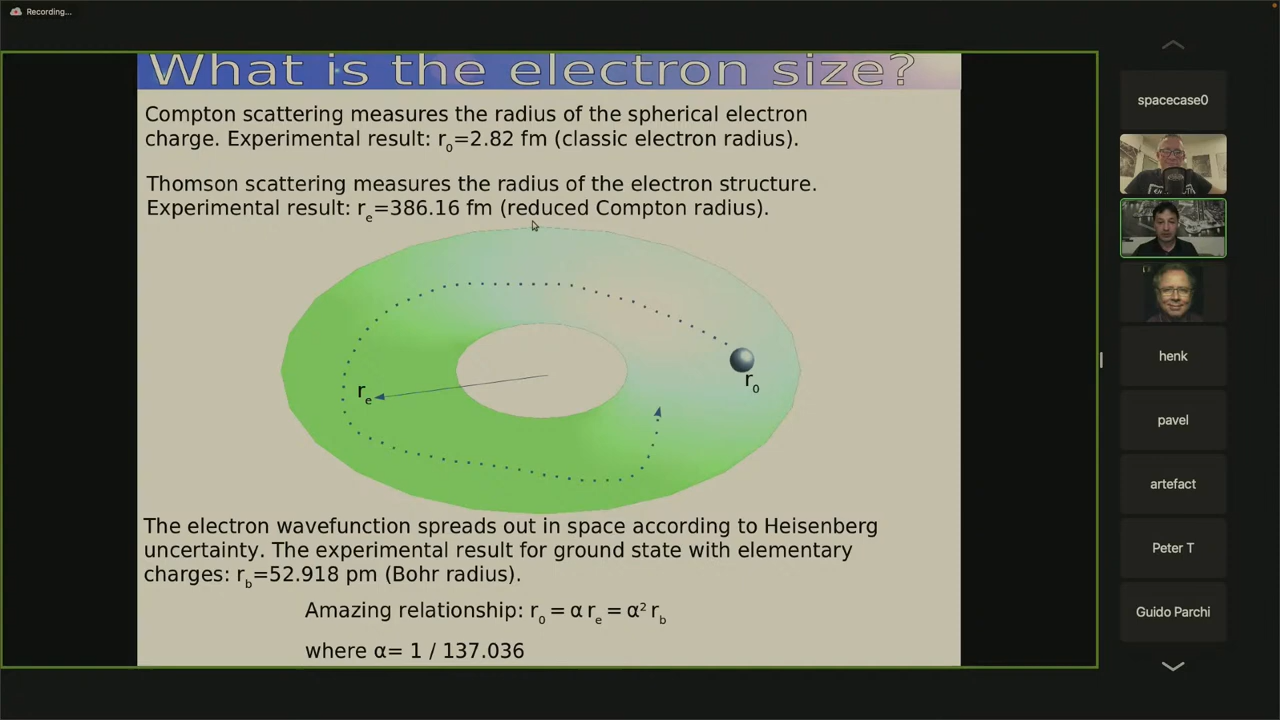 Recording...
What is the electron size?
Compton scattering measures the radius of the spherical electron
charge. Experimental result: r0=2.82 fm (classic electron radius).
Thomson scattering measures the radius of the electron structure.
Experimental result: re=386.16 fm (reduced Compton radius).
r0
re
The electron wavefunction spreads out in space according to Heisenberg
uncertainty. The experimental result for ground state with elementary
charges: rb=52.918 pm (Bohr radius).
Amazing relationship: r0 = α re = α² rb
where α= 1 / 137.036
spacecase0
henk
pavel
artefact
Peter T
Guido Parchi